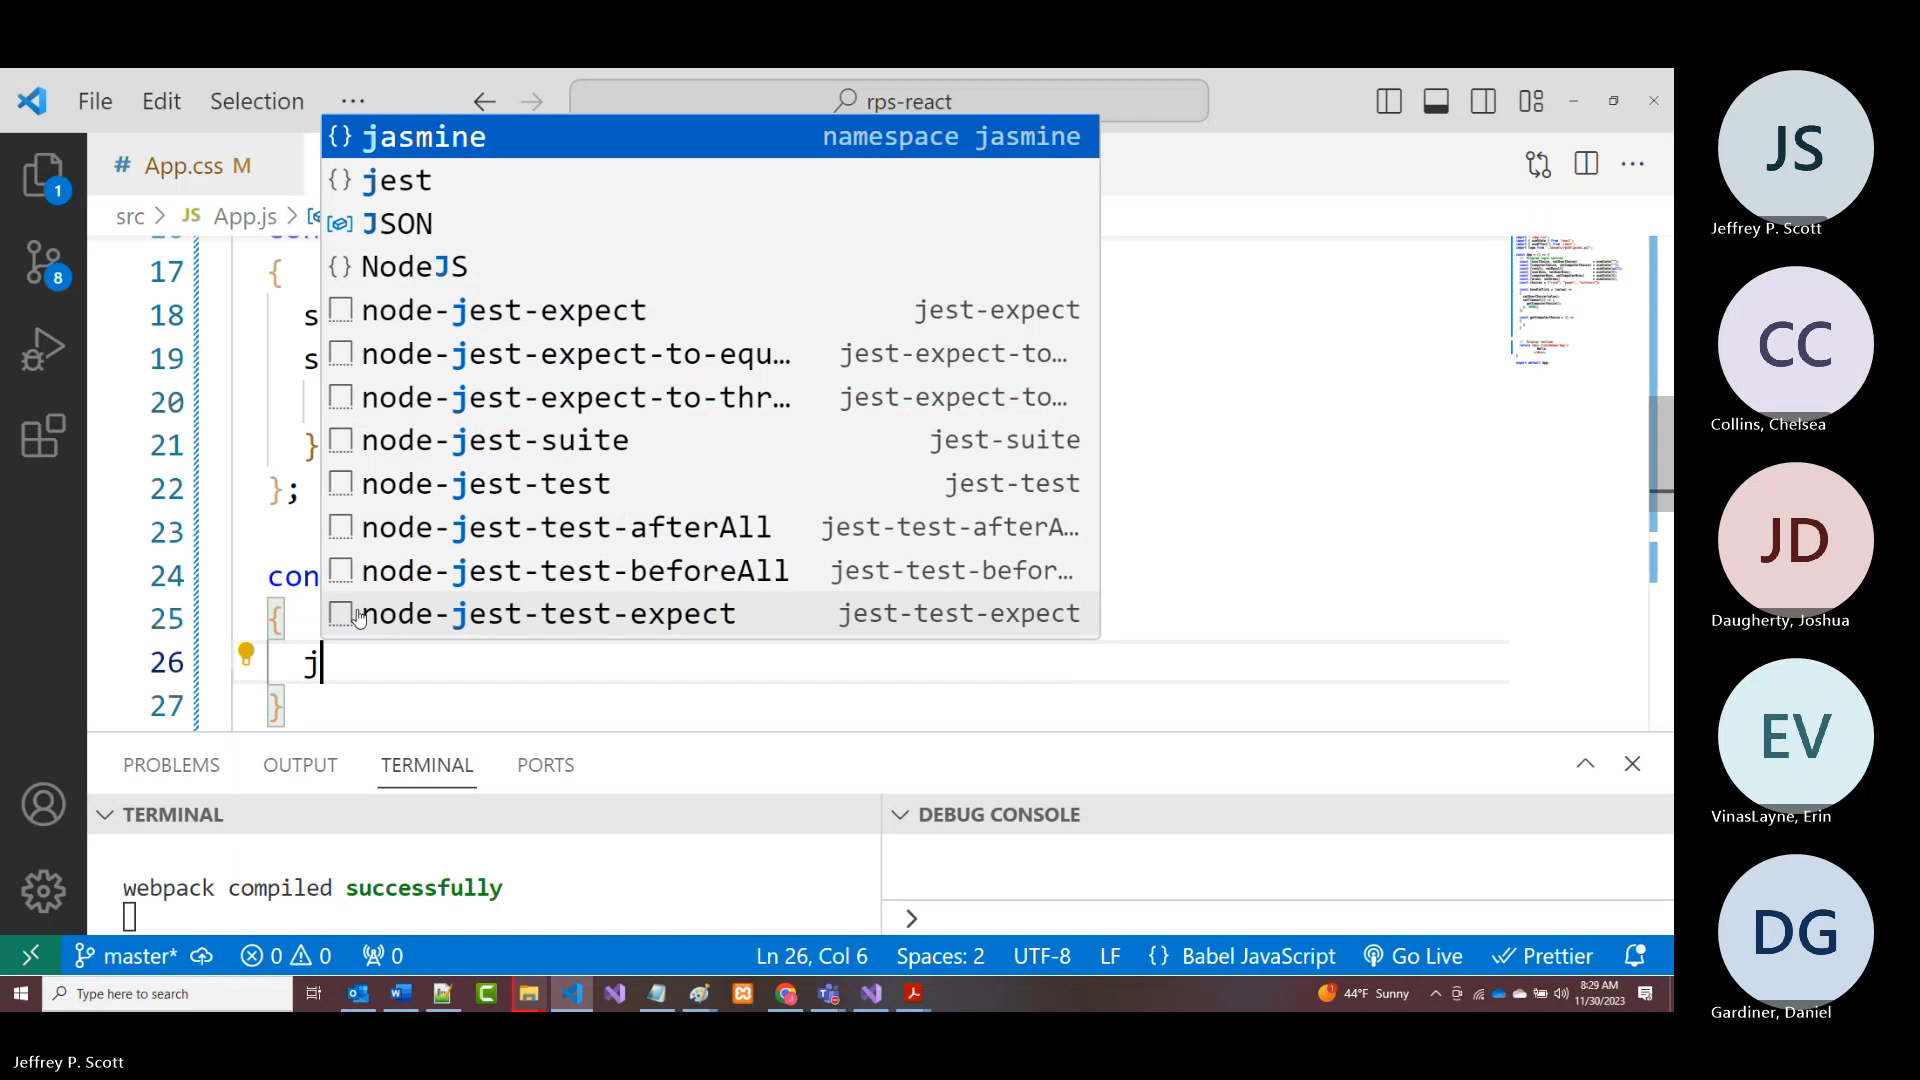 File Edit Selection ... rps-react
# App.css M
src > JS App.js >
jasmine namespace jasmine
jest
JSON
NodeJS
node-jest-expect jest-expect
node-jest-expect-to-equ... jest-expect-to...
node-jest-expect-to-thr... jest-expect-to...
node-jest-suite jest-suite
node-jest-test jest-test
node-jest-test-afterAll jest-test-afterA...
node-jest-test-beforeAll jest-test-befor...
node-jest-test-expect jest-test-expect
17 {
18 s
19 s
20
21 }
22 };
23
24 con
25 {
26 j
27 }
1
8
PROBLEMS OUTPUT TERMINAL PORTS
TERMINAL
DEBUG CONSOLE
webpack compiled successfully
>
master* 0 0 0 Ln 26, Col 6 Spaces: 2 UTF-8 LF {} Babel JavaScript Go Live Prettier
Type here to search
44°F Sunny
8:29 AM
11/30/2023
JS
Jeffrey P. Scott
CC
Collins, Chelsea
JD
Daugherty, Joshua
EV
VinasLayne, Erin
DG
Gardiner, Daniel
Jeffrey P. Scott